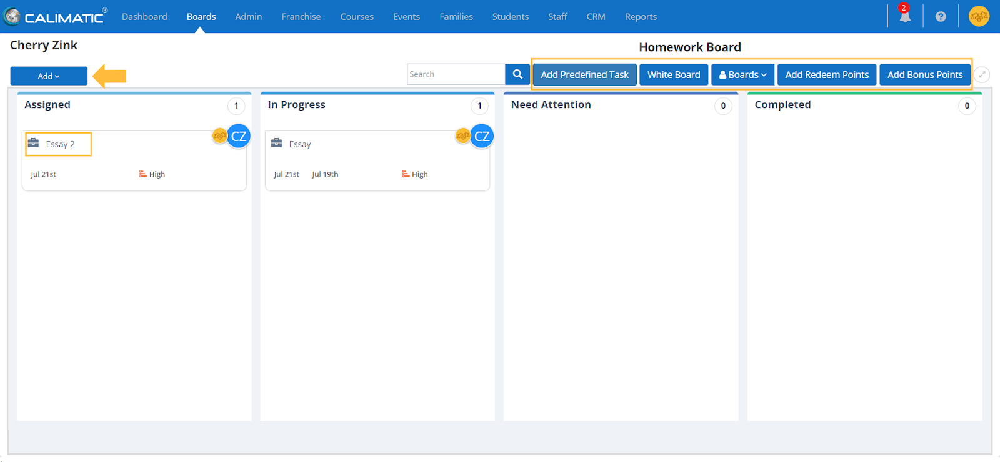 CALIMATIC® Dashboard Boards Admin Franchise Courses Events Families Students Staff CRM Reports 2 ?
Cherry Zink
Homework Board
Add Search Add Predefined Task White Board Boards Add Redeem Points Add Bonus Points
Assigned 1 In Progress 1 Need Attention 0 Completed 0
Essay 2 CZ Essay CZ
Jul 21st High Jul 21st Jul 19th High